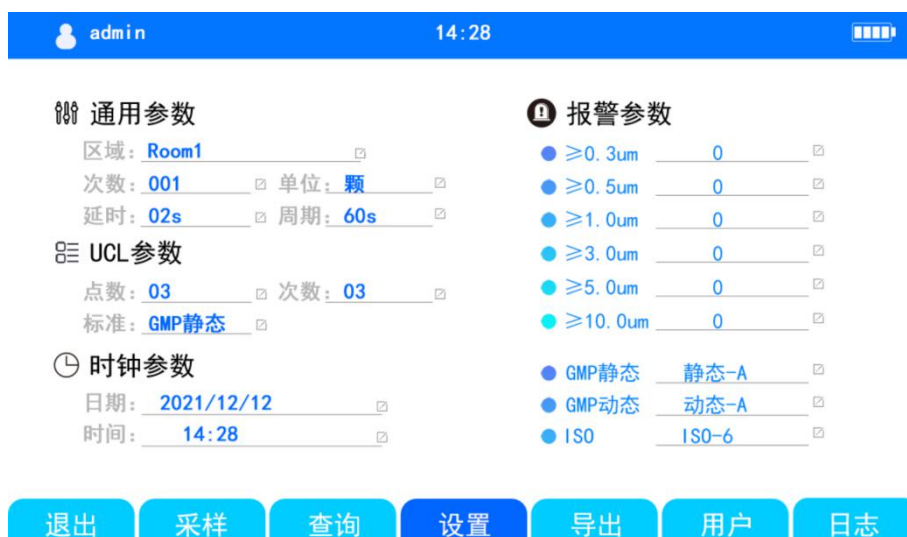 admin 14:28
通用参数
区域: Room1
次数: 001 单位: 颗
延时: 02s 周期: 60s
UCL参数
点数: 03 次数: 03
标准: GMP静态
时钟参数
日期: 2021/12/12
时间: 14:28
报警参数
≥0.3um 0
≥0.5um 0
≥1.0um 0
≥3.0um 0
≥5.0um 0
≥10.0um 0
GMP静态 静态-A
GMP动态 动态-A
ISO ISO-6
退出 采样 查询 设置 导出 用户 日志